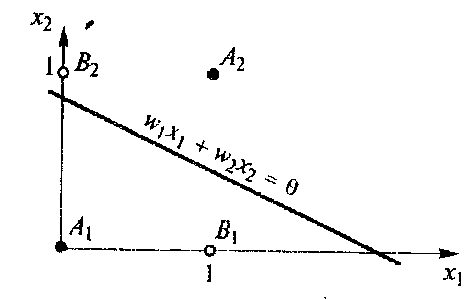 x₂
1 B₂
A₂
w₁x₁ + w₂x₂ = θ
A₁
B₁
1
x₁